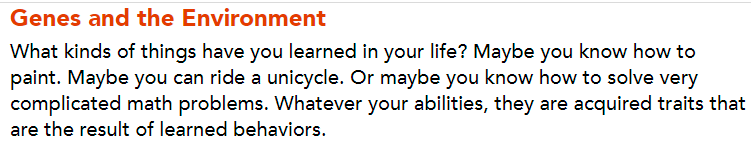 Genes and the Environment
What kinds of things have you learned in your life? Maybe you know how to
paint. Maybe you can ride a unicycle. Or maybe you know how to solve very
complicated math problems. Whatever your abilities, they are acquired traits that
are the result of learned behaviors.